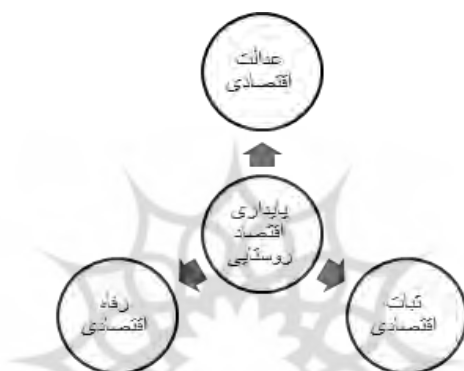 عدالت
اقتصادی
پایداری
اقتصاد
روستایی
ثبات
اقتصادی
رفاه
اقتصادی